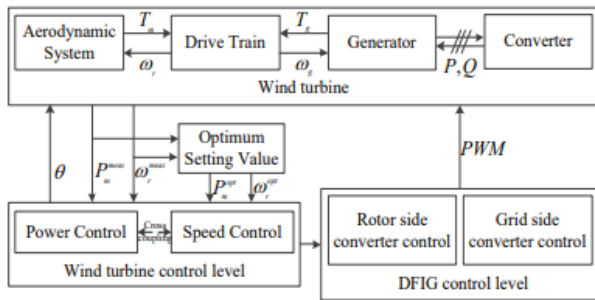 Aerodynamic
System
T_m
ω_r
Drive Train
T_g
ω_g
Generator
P,Q
Converter
Wind turbine
θ
P_m^meas
ω_r^meas
Optimum
Setting Value
P_m^opt
ω_r^opt
PWM
Power Control
Cross
coupling
Speed Control
Wind turbine control level
Rotor side
converter control
Grid side
converter control
DFIG control level